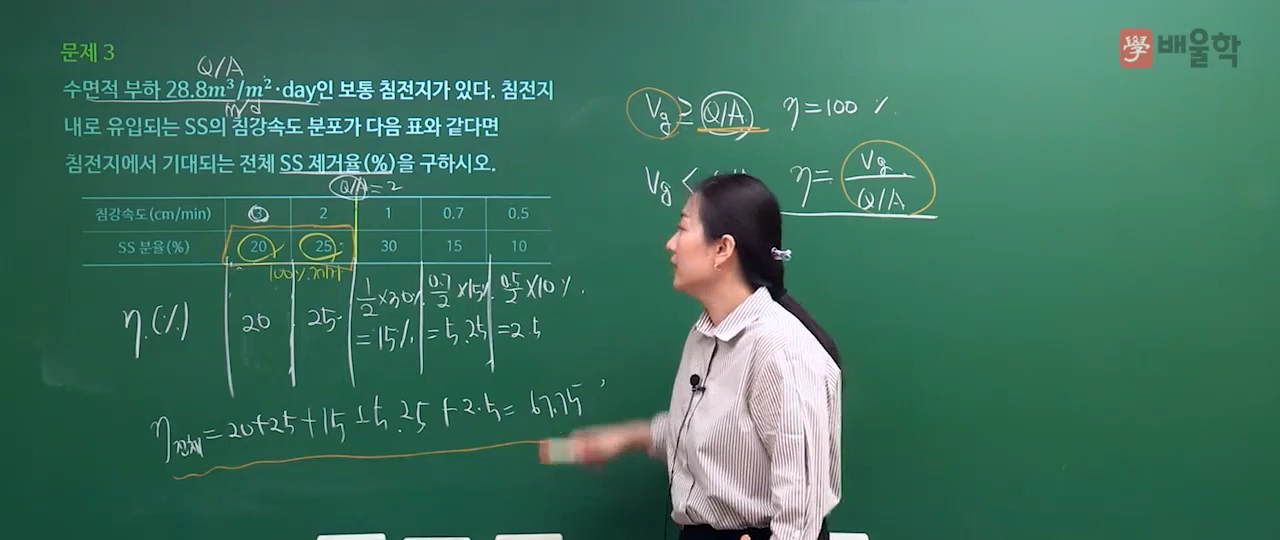 문제 3
Q/A
수면적 부하 28.8m³/m²·day인 보통 침전지가 있다. 침전지
m/d
내로 유입되는 SS의 침강속도 분포가 다음 표와 같다면
침전지에서 기대되는 전체 SS 제거율(%)을 구하시오.
Q/A = 2
침강속도(cm/min) 3 2 1 0.7 0.5
SS 분율(%) 20 25 30 15 10
100%
η(%) 20 25 1/2 × 30% = 15% 0.7/2 × 15% = 5.25 0.5/2 × 10% = 2.5
η전체 = 20+25+15+5.25+2.5 = 67.75
Vg ≥ Q/A η = 100 %
Vg < η = Vg / Q/A
學 배울학